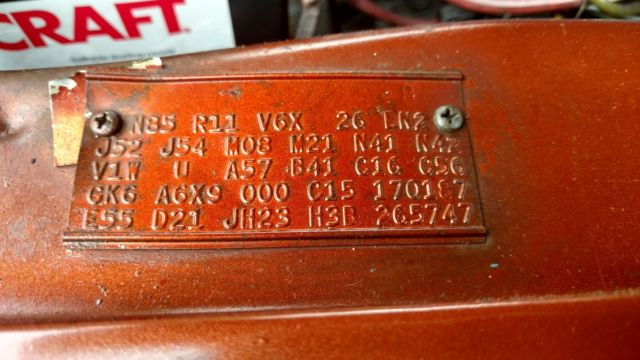 CRAFT
N85 R11 V6X 26 EN2
J52 J54 M08 M21 N41 N42
V1W U A57 B41 C16 C56
GK6 A6X9 000 C15 170187
E55 D21 JH23 H3B 265747